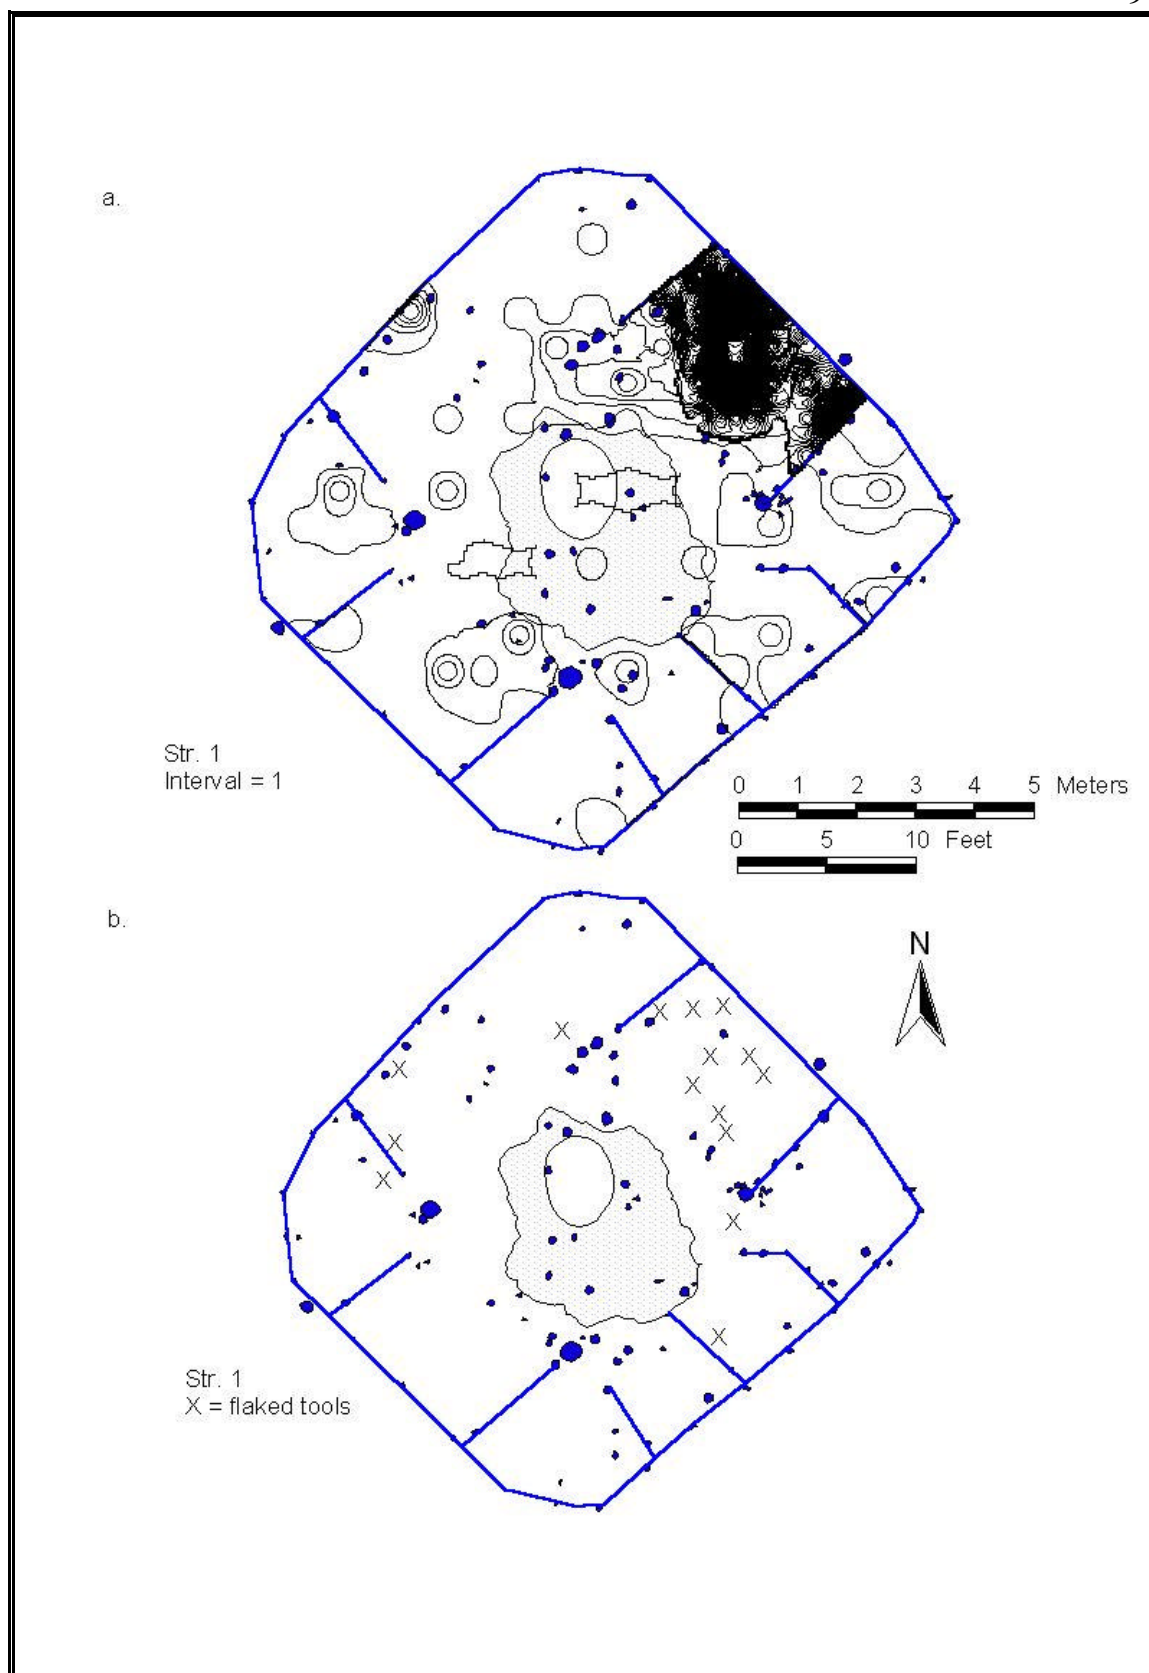 a.
Str. 1
Interval = 1
0 1 2 3 4 5 Meters
0 5 10 Feet
b.
N
X X X X
X X X X
X X
X
X
X
X
X
X
Str. 1
X = flaked tools